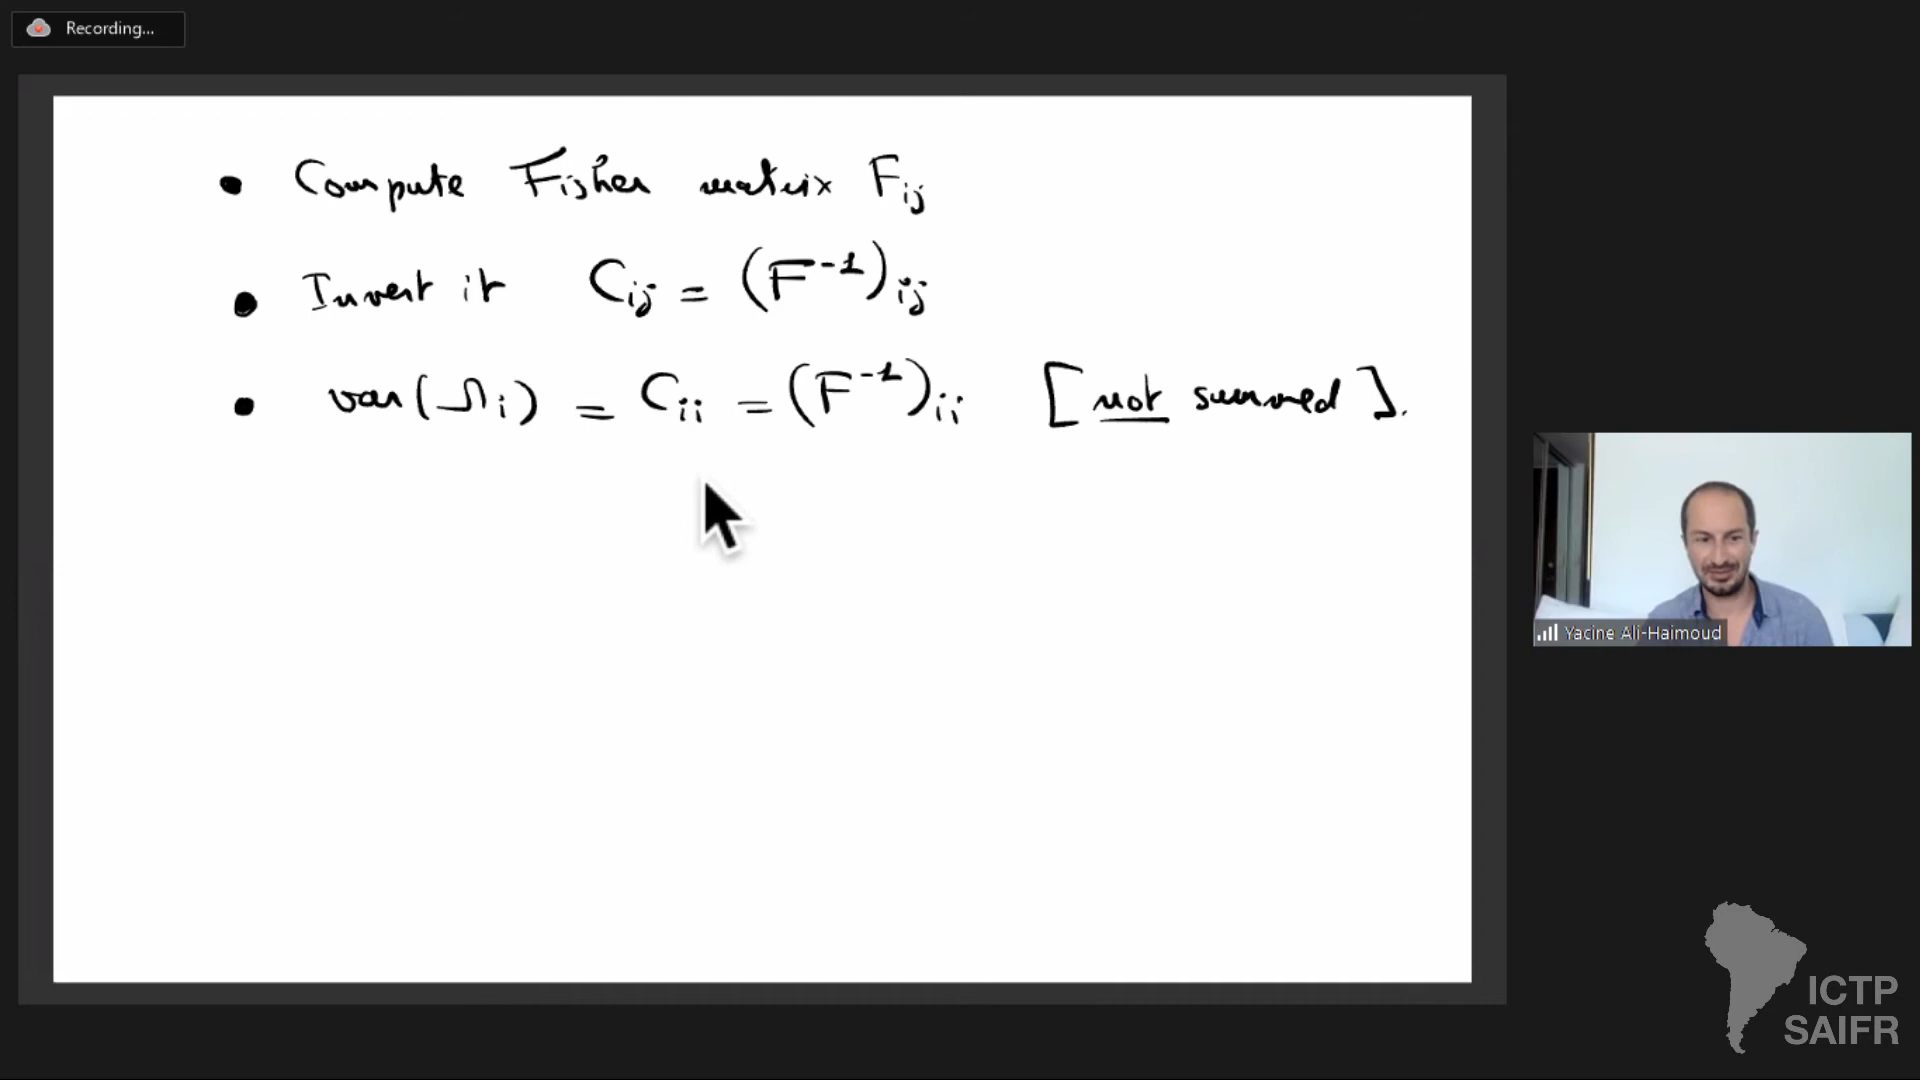 Recording...
• Compute Fisher matrix F_ij
• Invert it C_ij = (F^-1)_ij
• var(Ω_i) = C_ii = (F^-1)_ii [not summed].
Yacine Ali-Haimoud
ICTP
SAIFR